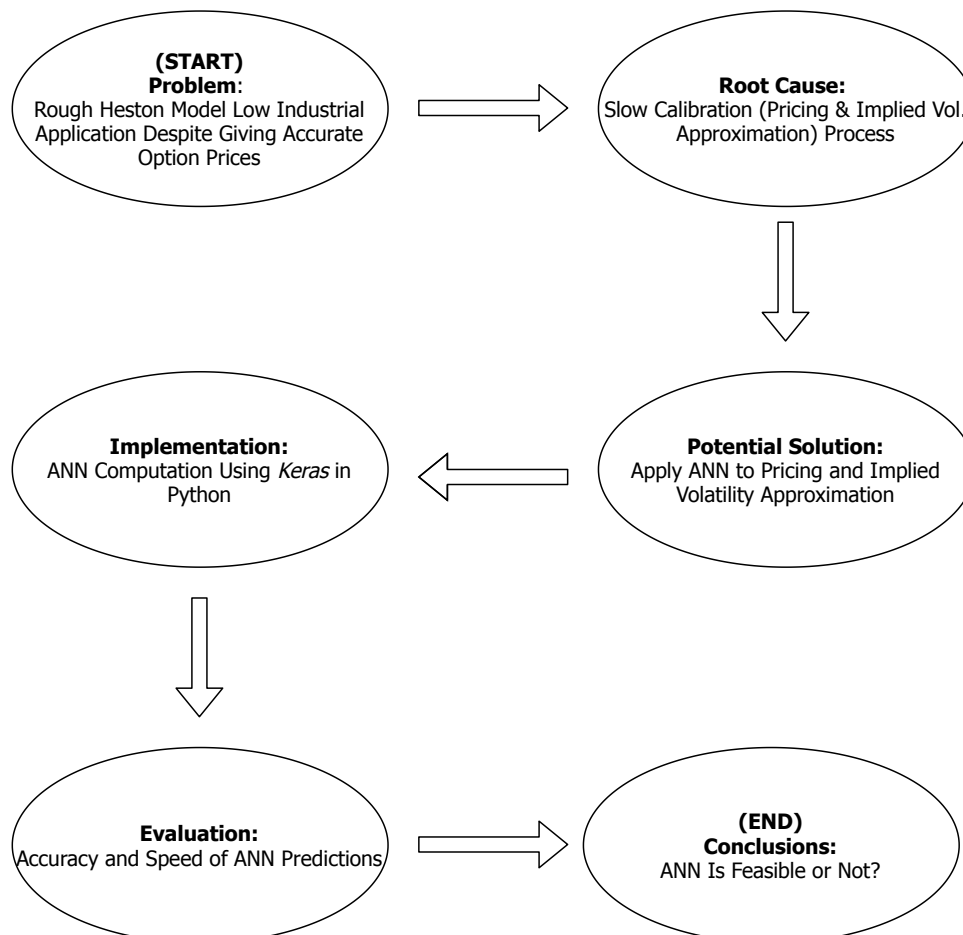 (START)
Problem:
Rough Heston Model Low Industrial
Application Despite Giving Accurate
Option Prices
Root Cause:
Slow Calibration (Pricing & Implied Vol.
Approximation) Process
Potential Solution:
Apply ANN to Pricing and Implied
Volatility Approximation
Implementation:
ANN Computation Using Keras in
Python
Evaluation:
Accuracy and Speed of ANN Predictions
(END)
Conclusions:
ANN Is Feasible or Not?